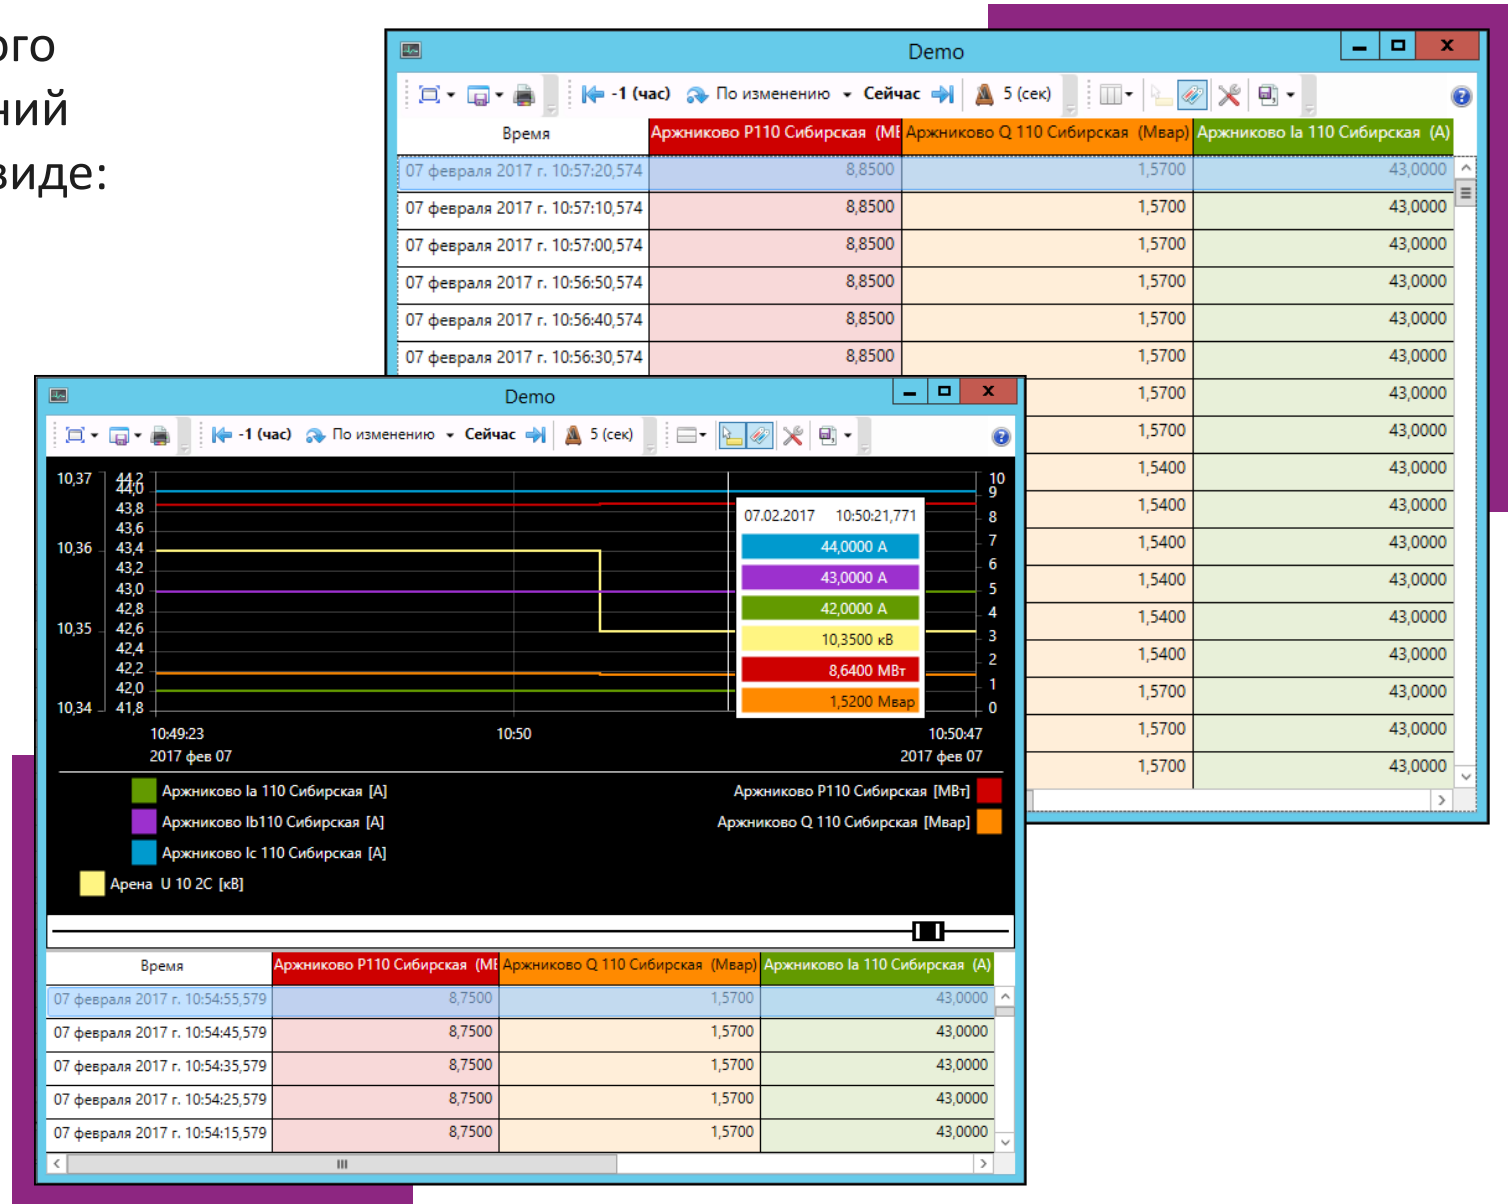 ого
ний
виде:
Demo
-1 (час) По изменению Сейчас 5 (сек)
Время Аржниково P110 Сибирская (МВ Аржниково Q 110 Сибирская (Мвар) Аржниково Ia 110 Сибирская (А)
07 февраля 2017 г. 10:57:20,574 8,8500 1,5700 43,0000
07 февраля 2017 г. 10:57:10,574 8,8500 1,5700 43,0000
07 февраля 2017 г. 10:57:00,574 8,8500 1,5700 43,0000
07 февраля 2017 г. 10:56:50,574 8,8500 1,5700 43,0000
07 февраля 2017 г. 10:56:40,574 8,8500 1,5700 43,0000
07 февраля 2017 г. 10:56:30,574 8,8500 1,5700 43,0000
1,5700 43,0000
1,5700 43,0000
1,5400 43,0000
1,5400 43,0000
1,5400 43,0000
1,5400 43,0000
1,5400 43,0000
1,5400 43,0000
1,5700 43,0000
1,5700 43,0000
1,5700 43,0000
Demo
-1 (час) По изменению Сейчас 5 (сек)
10,37 44,2 10
44,0 9
43,8 8
43,6
10,36 43,4 7
43,2 6
43,0 5
42,8 4
10,35 42,6 3
42,4
42,2 2
42,0 1
10,34 41,8 0
07.02.2017 10:50:21,771
44,0000 А
43,0000 А
42,0000 А
10,3500 кВ
8,6400 МВт
1,5200 Мвар
10:49:23 10:50 10:50:47
2017 фев 07 2017 фев 07
Аржниково Ia 110 Сибирская [А] Аржниково P110 Сибирская [МВт]
Аржниково Ib110 Сибирская [А] Аржниково Q 110 Сибирская [Мвар]
Аржниково Ic 110 Сибирская [А]
Арена U 10 2С [кВ]
Время Аржниково P110 Сибирская (МВ Аржниково Q 110 Сибирская (Мвар) Аржниково Ia 110 Сибирская (А)
07 февраля 2017 г. 10:54:55,579 8,7500 1,5700 43,0000
07 февраля 2017 г. 10:54:45,579 8,7500 1,5700 43,0000
07 февраля 2017 г. 10:54:35,579 8,7500 1,5700 43,0000
07 февраля 2017 г. 10:54:25,579 8,7500 1,5700 43,0000
07 февраля 2017 г. 10:54:15,579 8,7500 1,5700 43,0000